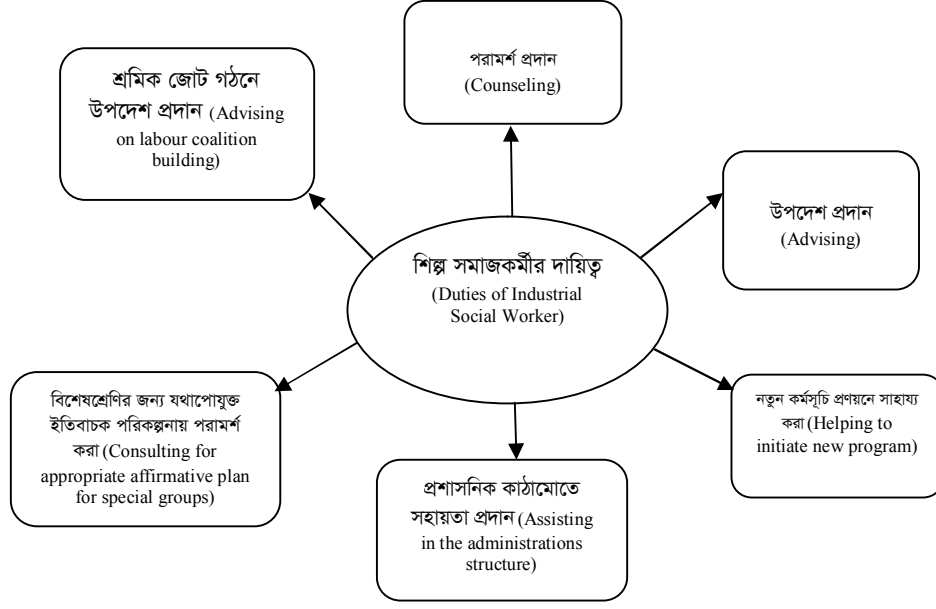 পরামর্শ প্রদান
(Counseling)
শ্রমিক জোট গঠনে
উপদেশ প্রদান (Advising
on labour coalition
building)
উপদেশ প্রদান
(Advising)
শিল্প সমাজকর্মীর দায়িত্ব
(Duties of Industrial
Social Worker)
বিশেষশ্রেণির জন্য যথাপোযুক্ত
ইতিবাচক পরিকল্পনায় পরামর্শ
করা (Consulting for
appropriate affirmative plan
for special groups)
নতুন কর্মসূচি প্রণয়নে সাহায্য
করা (Helping to
initiate new program)
প্রশাসনিক কাঠামোতে
সহায়তা প্রদান (Assisting
in the administrations
structure)